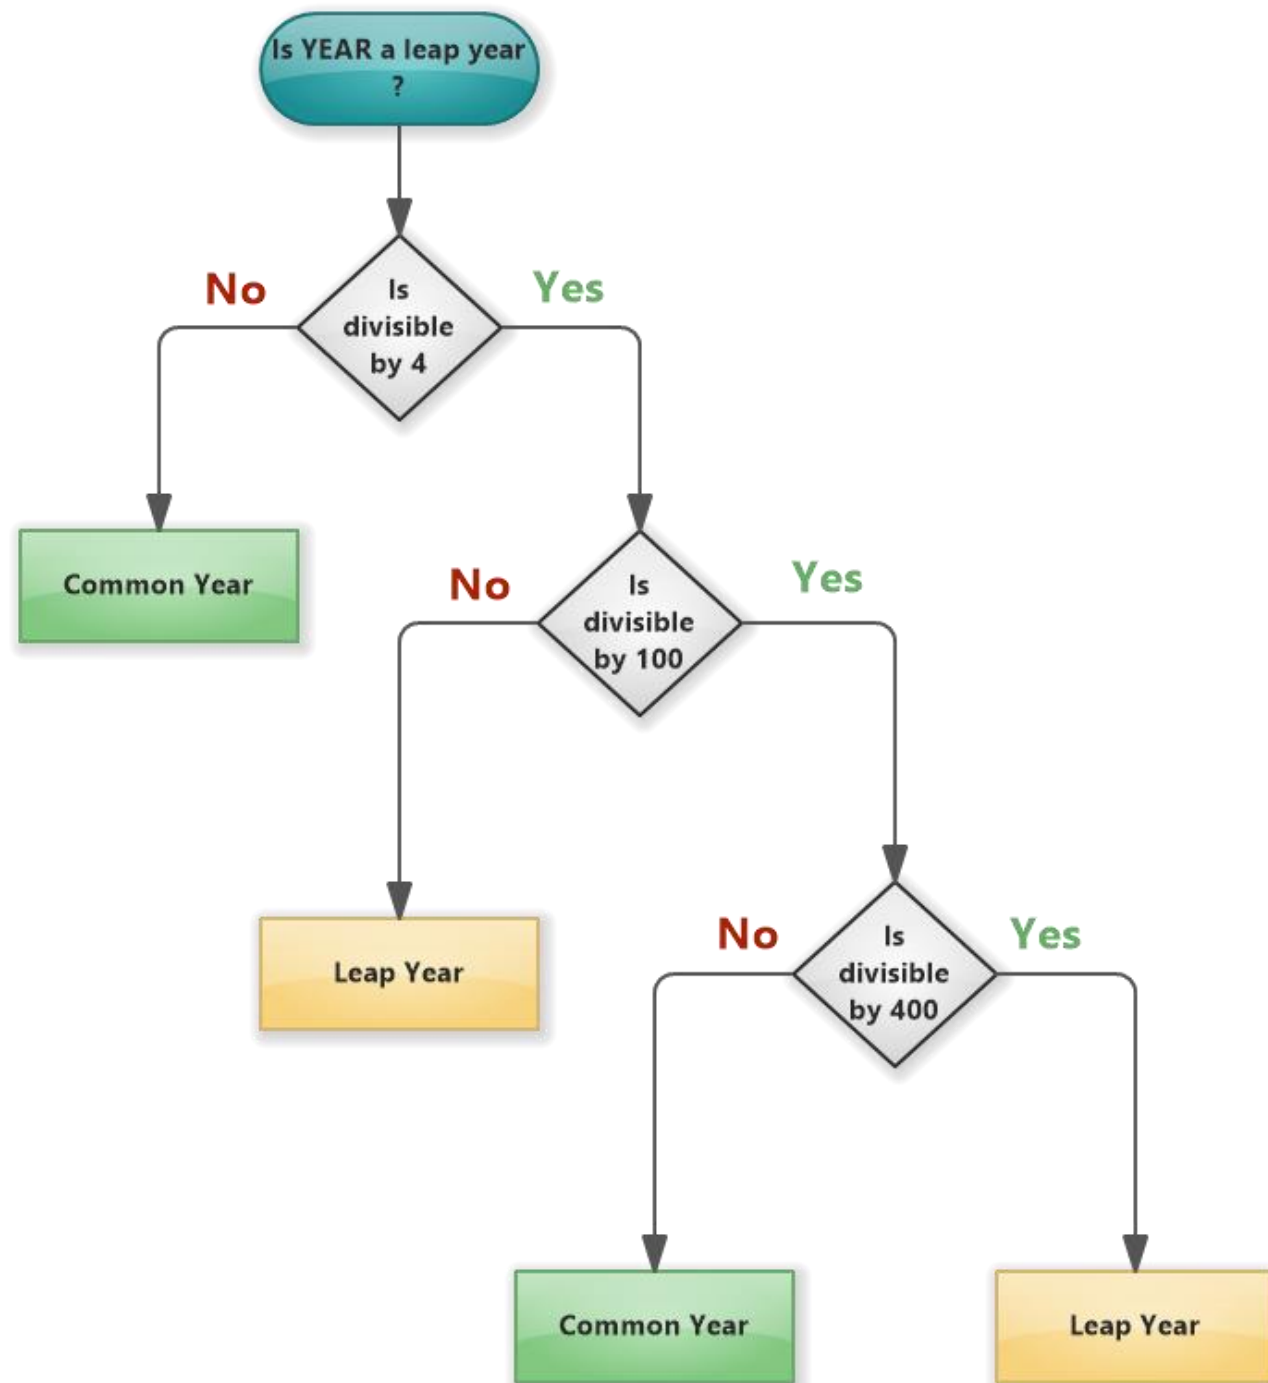 Is YEAR a leap year
?
No
Yes
Is
divisible
by 4
Common Year
No
Yes
Is
divisible
by 100
Leap Year
No
Yes
Is
divisible
by 400
Common Year
Leap Year